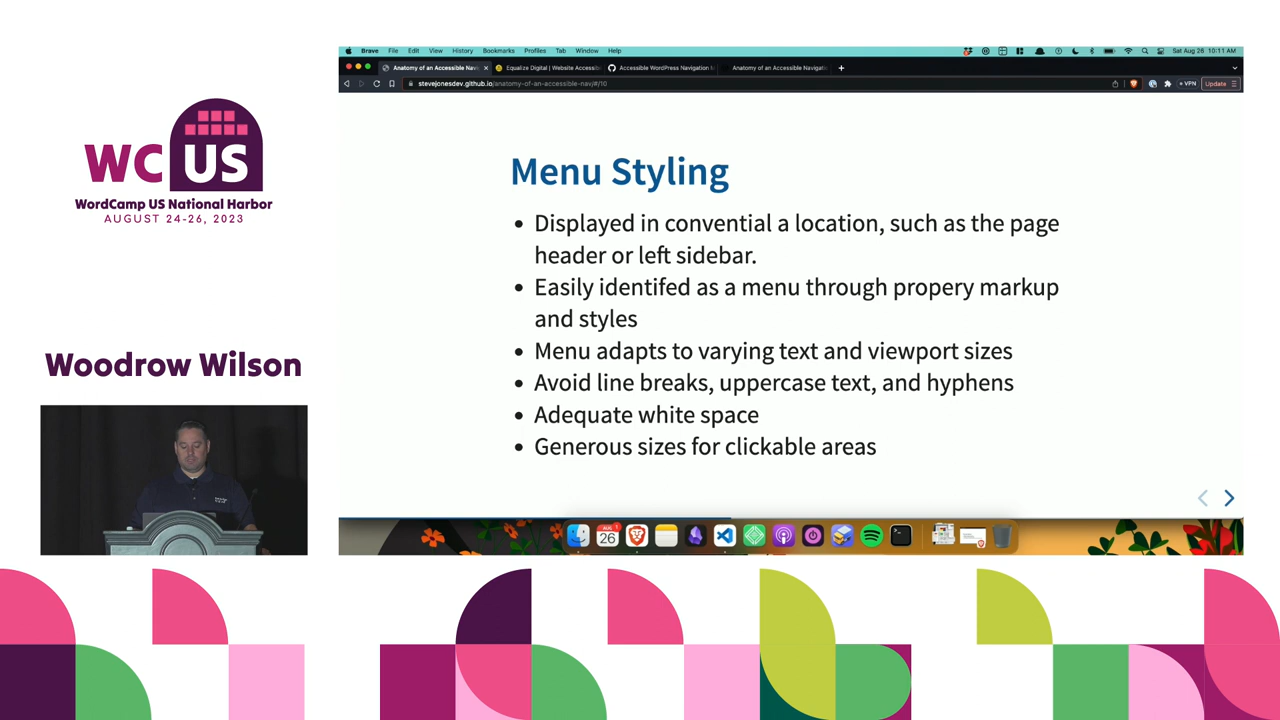 WC US
WordCamp US National Harbor
AUGUST 24-26, 2023
Woodrow Wilson
Brave File Edit View History Bookmarks Profiles Tab Window Help
Sat Aug 26 10:11 AM
Anatomy of an Accessible Nav
Equalize Digital | Website Accessib
Accessible WordPress Navigation
Anatomy of an Accessible Navigati
stevejonesdev.github.io/anatomy-of-an-accessible-nav/#/10
VPN
Update
Menu Styling
• Displayed in convential a location, such as the page
header or left sidebar.
• Easily identifed as a menu through propery markup
and styles
• Menu adapts to varying text and viewport sizes
• Avoid line breaks, uppercase text, and hyphens
• Adequate white space
• Generous sizes for clickable areas
AUG
26